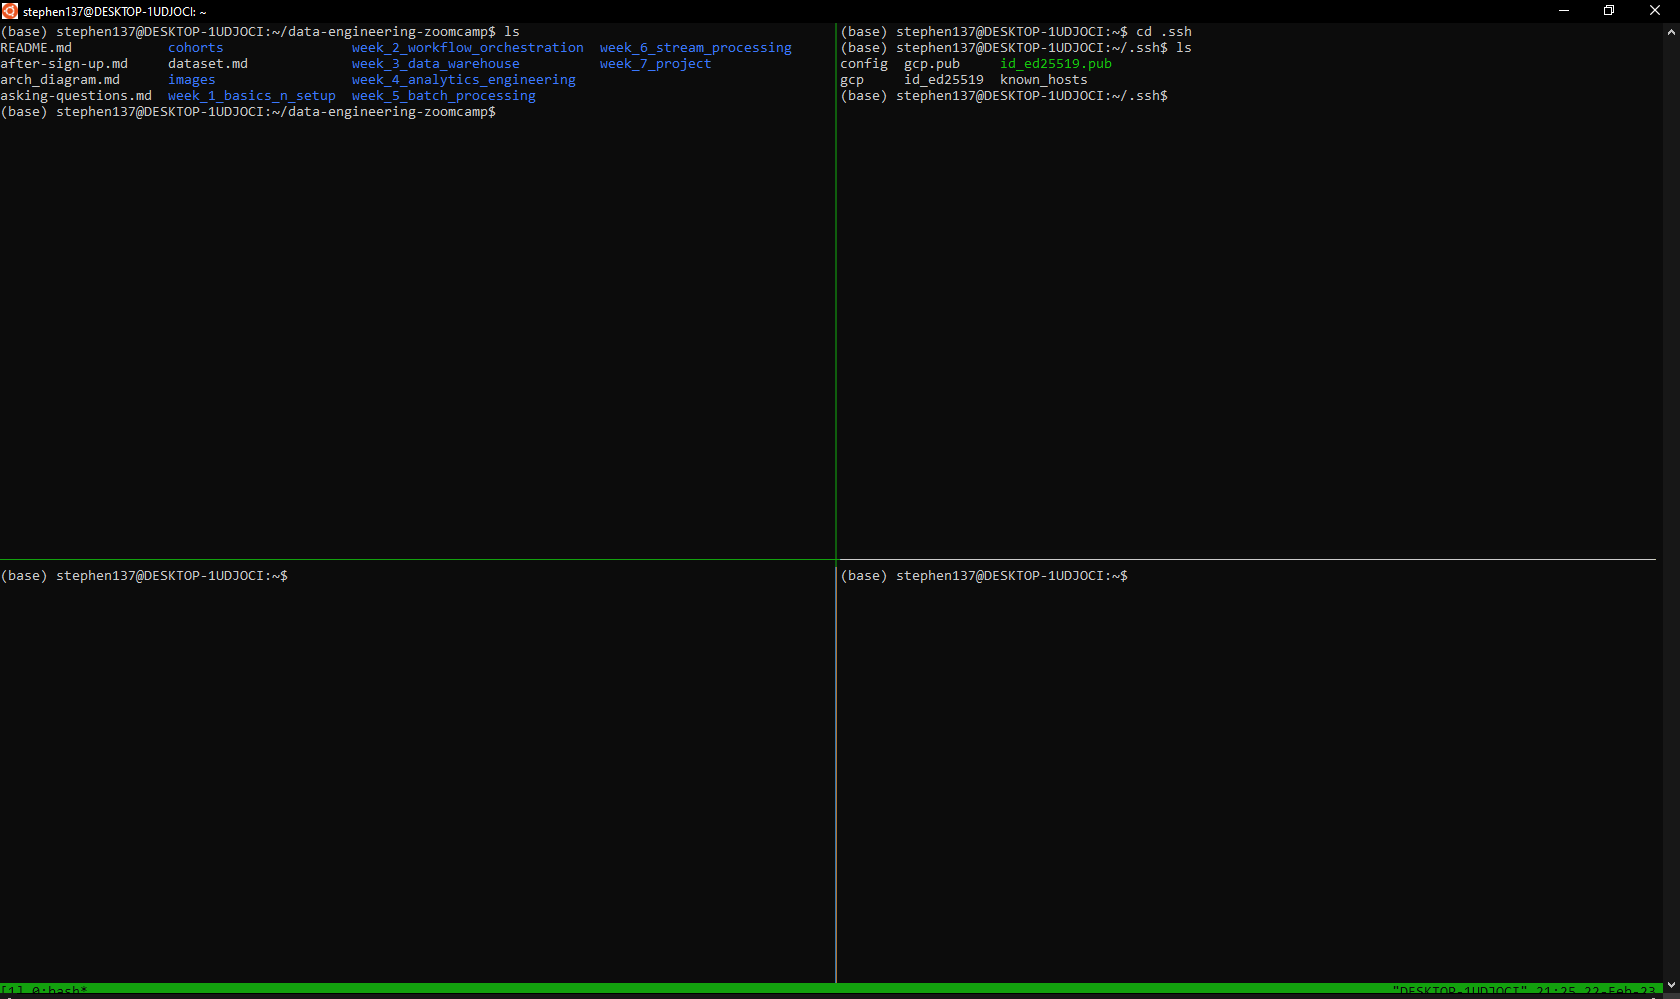 stephen137@DESKTOP-1UDJOCI: ~
(base) stephen137@DESKTOP-1UDJOCI:~/data-engineering-zoomcamp$ ls
README.md cohorts week_2_workflow_orchestration week_6_stream_processing
after-sign-up.md dataset.md week_3_data_warehouse week_7_project
arch_diagram.md images week_4_analytics_engineering
asking-questions.md week_1_basics_n_setup week_5_batch_processing
(base) stephen137@DESKTOP-1UDJOCI:~/data-engineering-zoomcamp$
(base) stephen137@DESKTOP-1UDJOCI:~$ cd .ssh
(base) stephen137@DESKTOP-1UDJOCI:~/.ssh$ ls
config gcp.pub id_ed25519.pub
gcp id_ed25519 known_hosts
(base) stephen137@DESKTOP-1UDJOCI:~/.ssh$
(base) stephen137@DESKTOP-1UDJOCI:~$
(base) stephen137@DESKTOP-1UDJOCI:~$
[1] 0:bash* "DESKTOP-1UDJOCI" 21:25 22-Feb-23